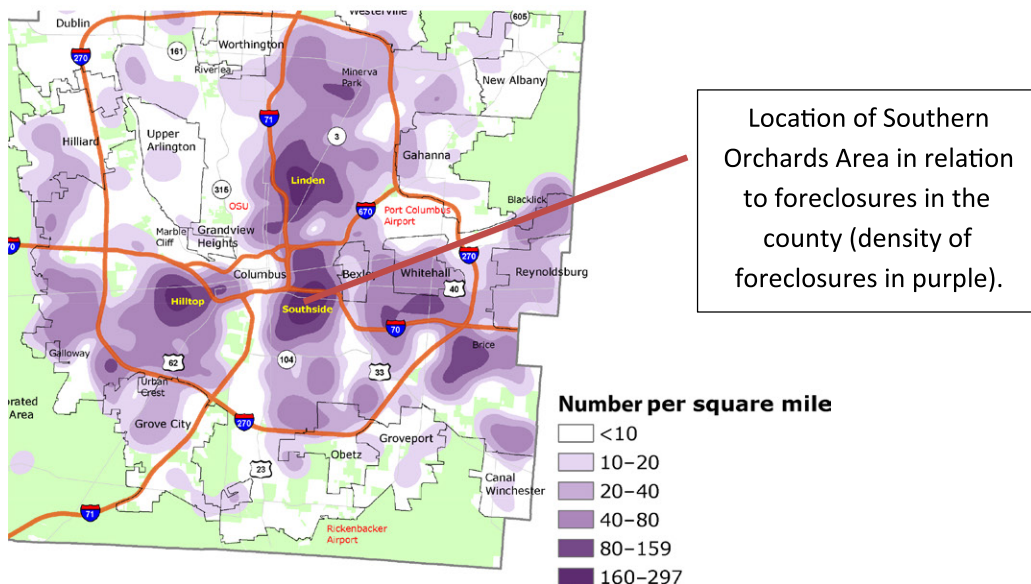 Dublin
Westerville
605
270
161
Worthington
Riverlea
Minerva
Park
New Albany
71
3
Hilliard
Upper
Arlington
Gahanna
Linden
315
OSU
Blacklick
670
Port Columbus
Airport
Marble
Cliff
Grandview
Heights
70
270
Columbus
Bexley
Whitehall
Reynoldsburg
40
Hilltop
Southside
70
Galloway
62
104
33
Brice
Urban
Crest
orated
Area
Grove City
270
Groveport
Obetz
23
Canal
Winchester
71
Rickenbacker
Airport
Location of Southern
Orchards Area in relation
to foreclosures in the
county (density of
foreclosures in purple).
Number per square mile
<10
10–20
20–40
40–80
80–159
160–297